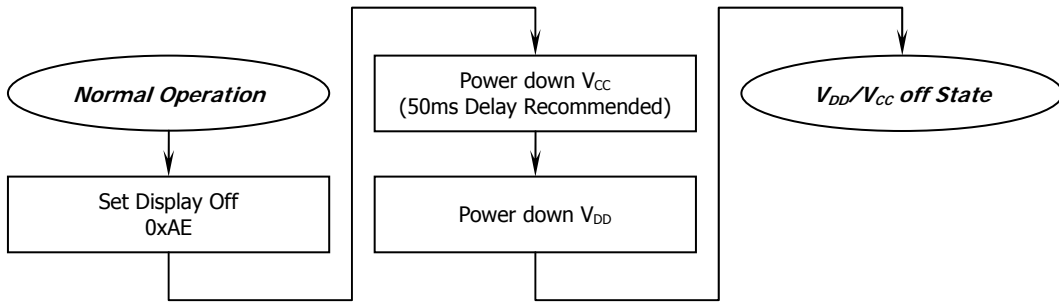 Normal Operation
Set Display Off
0xAE
Power down VCC
(50ms Delay Recommended)
Power down VDD
VDD/VCC off State